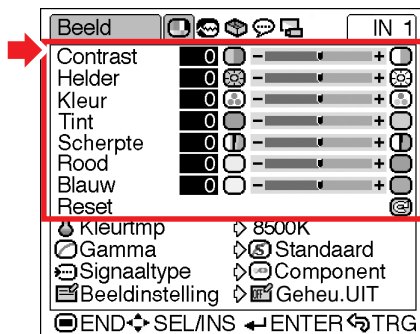 Beeld IN 1
Contrast 0 - +
Helder 0 - +
Kleur 0 - +
Tint 0 - +
Scherpte 0 - +
Rood 0 - +
Blauw 0 - +
Reset
Kleurtmp 8500K
Gamma S Standaard
Signaaltype Component
Beeldinstelling OFF Geheu.UIT
END SEL/INS ENTER TRG